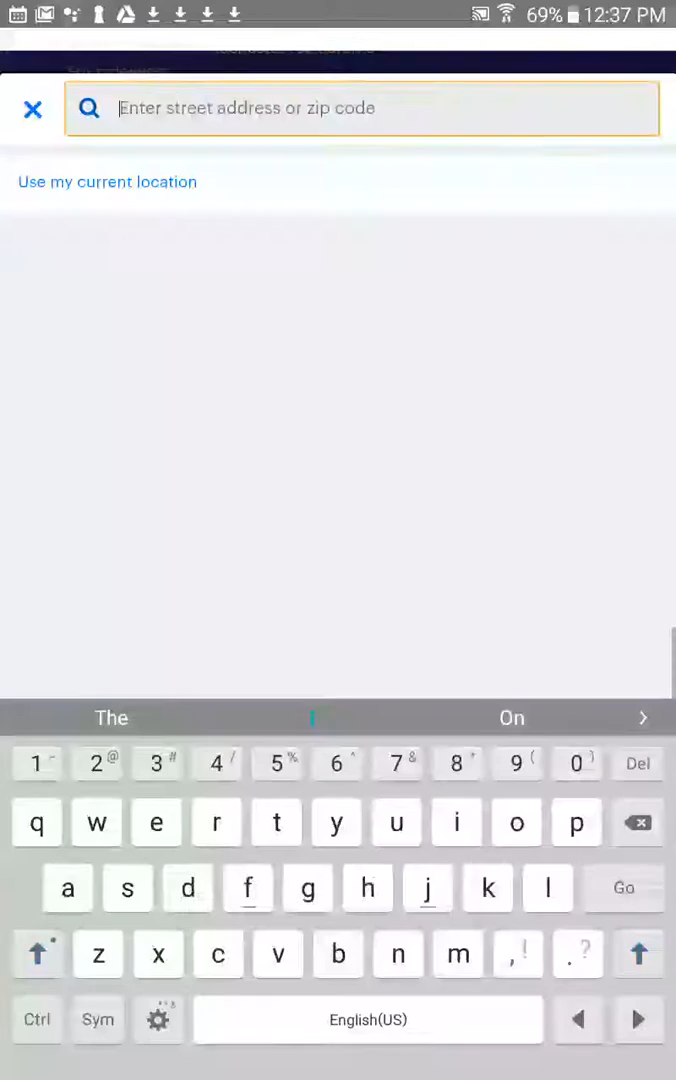 69% 12:37 PM
Enter street address or zip code
Use my current location
The I On >
1 - 2 @ 3 # 4 / 5 % 6 ^ 7 & 8 * 9 ( 0 ) Del
q w e r t y u i o p
a s d f g h j k l Go
z x c v b n m , ! . ?
Ctrl Sym English(US)